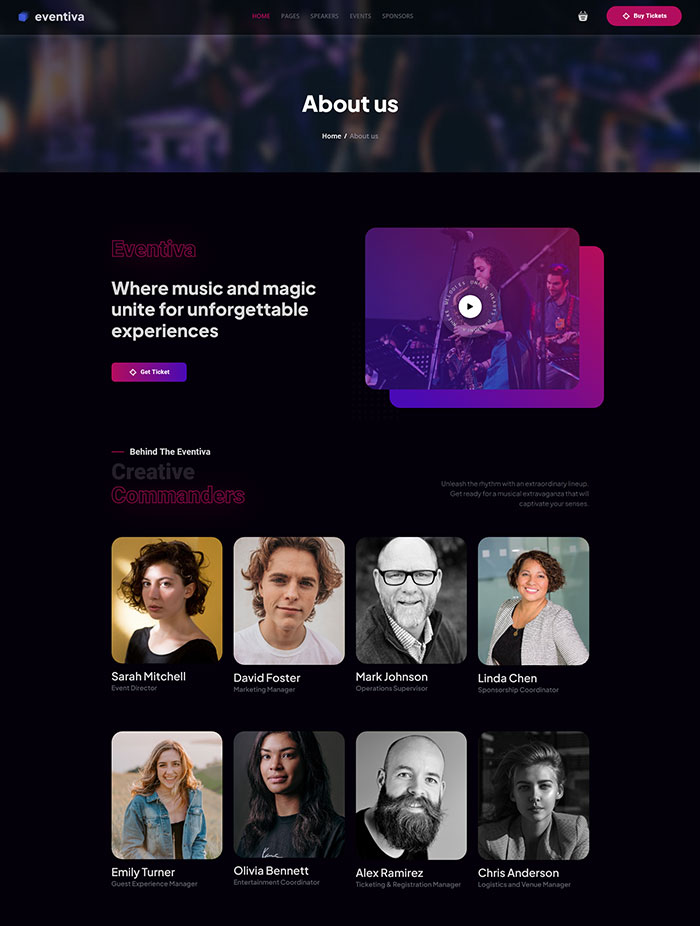 eventiva
HOME PAGES SPEAKERS EVENTS SPONSORS
Buy Tickets
About us
Home / About us
Eventiva
Where music and magic
unite for unforgettable
experiences
Get Ticket
Behind The Eventiva
Creative
Commanders
Unleash the rhythm with an extraordinary lineup.
Get ready for a musical extravaganza that will
captivate your senses.
Sarah Mitchell
Event Director
David Foster
Marketing Manager
Mark Johnson
Operations Supervisor
Linda Chen
Sponsorship Coordinator
Emily Turner
Guest Experience Manager
Olivia Bennett
Entertainment Coordinator
Alex Ramirez
Ticketing & Registration Manager
Chris Anderson
Logistics and Venue Manager